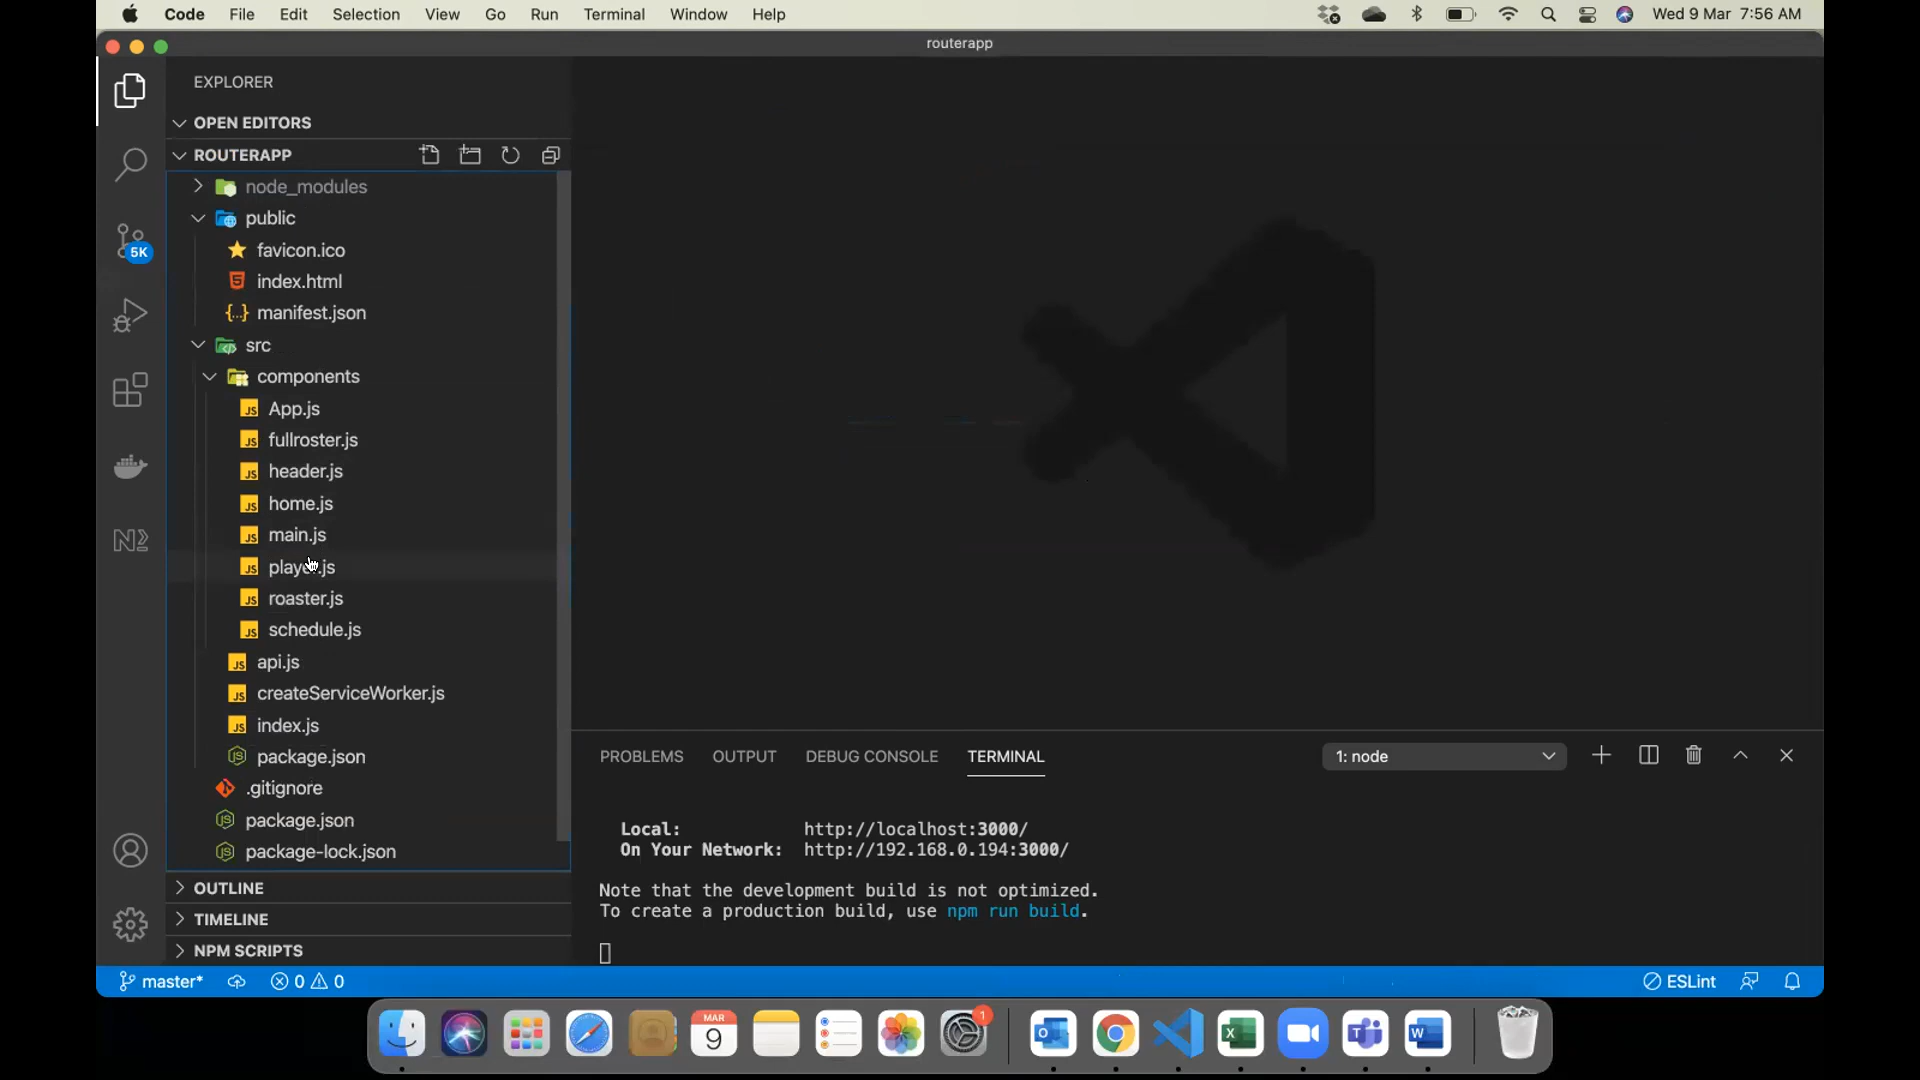 Code File Edit Selection View Go Run Terminal Window Help Wed 9 Mar 7:56 AM
routerapp
EXPLORER
OPEN EDITORS
ROUTERAPP
node_modules
public
favicon.ico
index.html
manifest.json
src
components
App.js
fullroster.js
header.js
home.js
main.js
player.js
roaster.js
schedule.js
api.js
createServiceWorker.js
index.js
package.json
.gitignore
package.json
package-lock.json
OUTLINE
TIMELINE
NPM SCRIPTS
5K
PROBLEMS OUTPUT DEBUG CONSOLE TERMINAL 1: node
Local: http://localhost:3000/
On Your Network: http://192.168.0.194:3000/
Note that the development build is not optimized.
To create a production build, use npm run build.
master* 0 0 ESLint
MAR
9
1